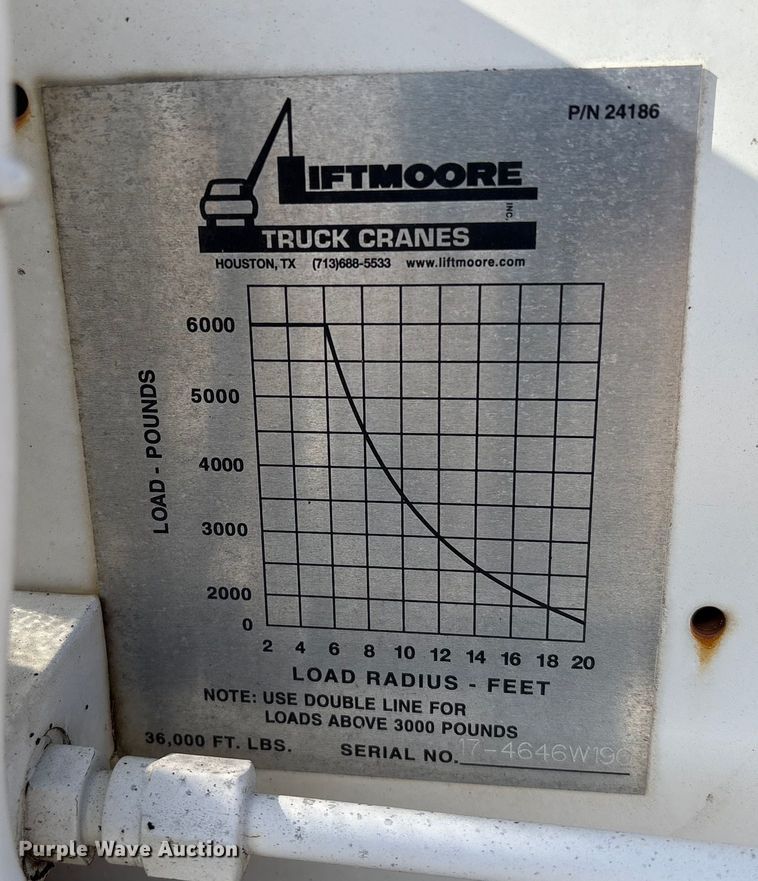 P/N 24186
LIFTMOORE
INC.
TRUCK CRANES
HOUSTON, TX (713)688-5533 www.liftmoore.com
LOAD - POUNDS
6000
5000
4000
3000
2000
0
2 4 6 8 10 12 14 16 18 20
LOAD RADIUS - FEET
NOTE: USE DOUBLE LINE FOR
LOADS ABOVE 3000 POUNDS
36,000 FT. LBS. SERIAL NO.
Purple Wave Auction